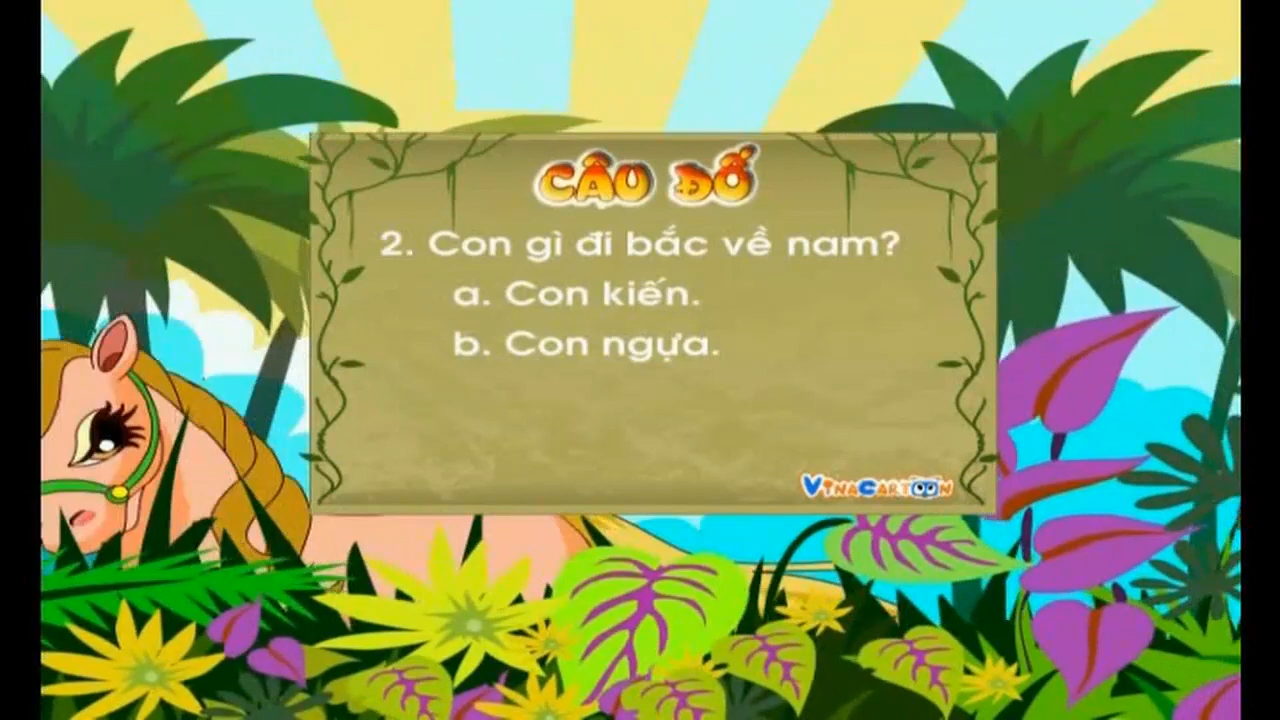 CÂU ĐỐ
2. Con gì đi bắc về nam?
a. Con kiến.
b. Con ngựa.
VINACARTOON